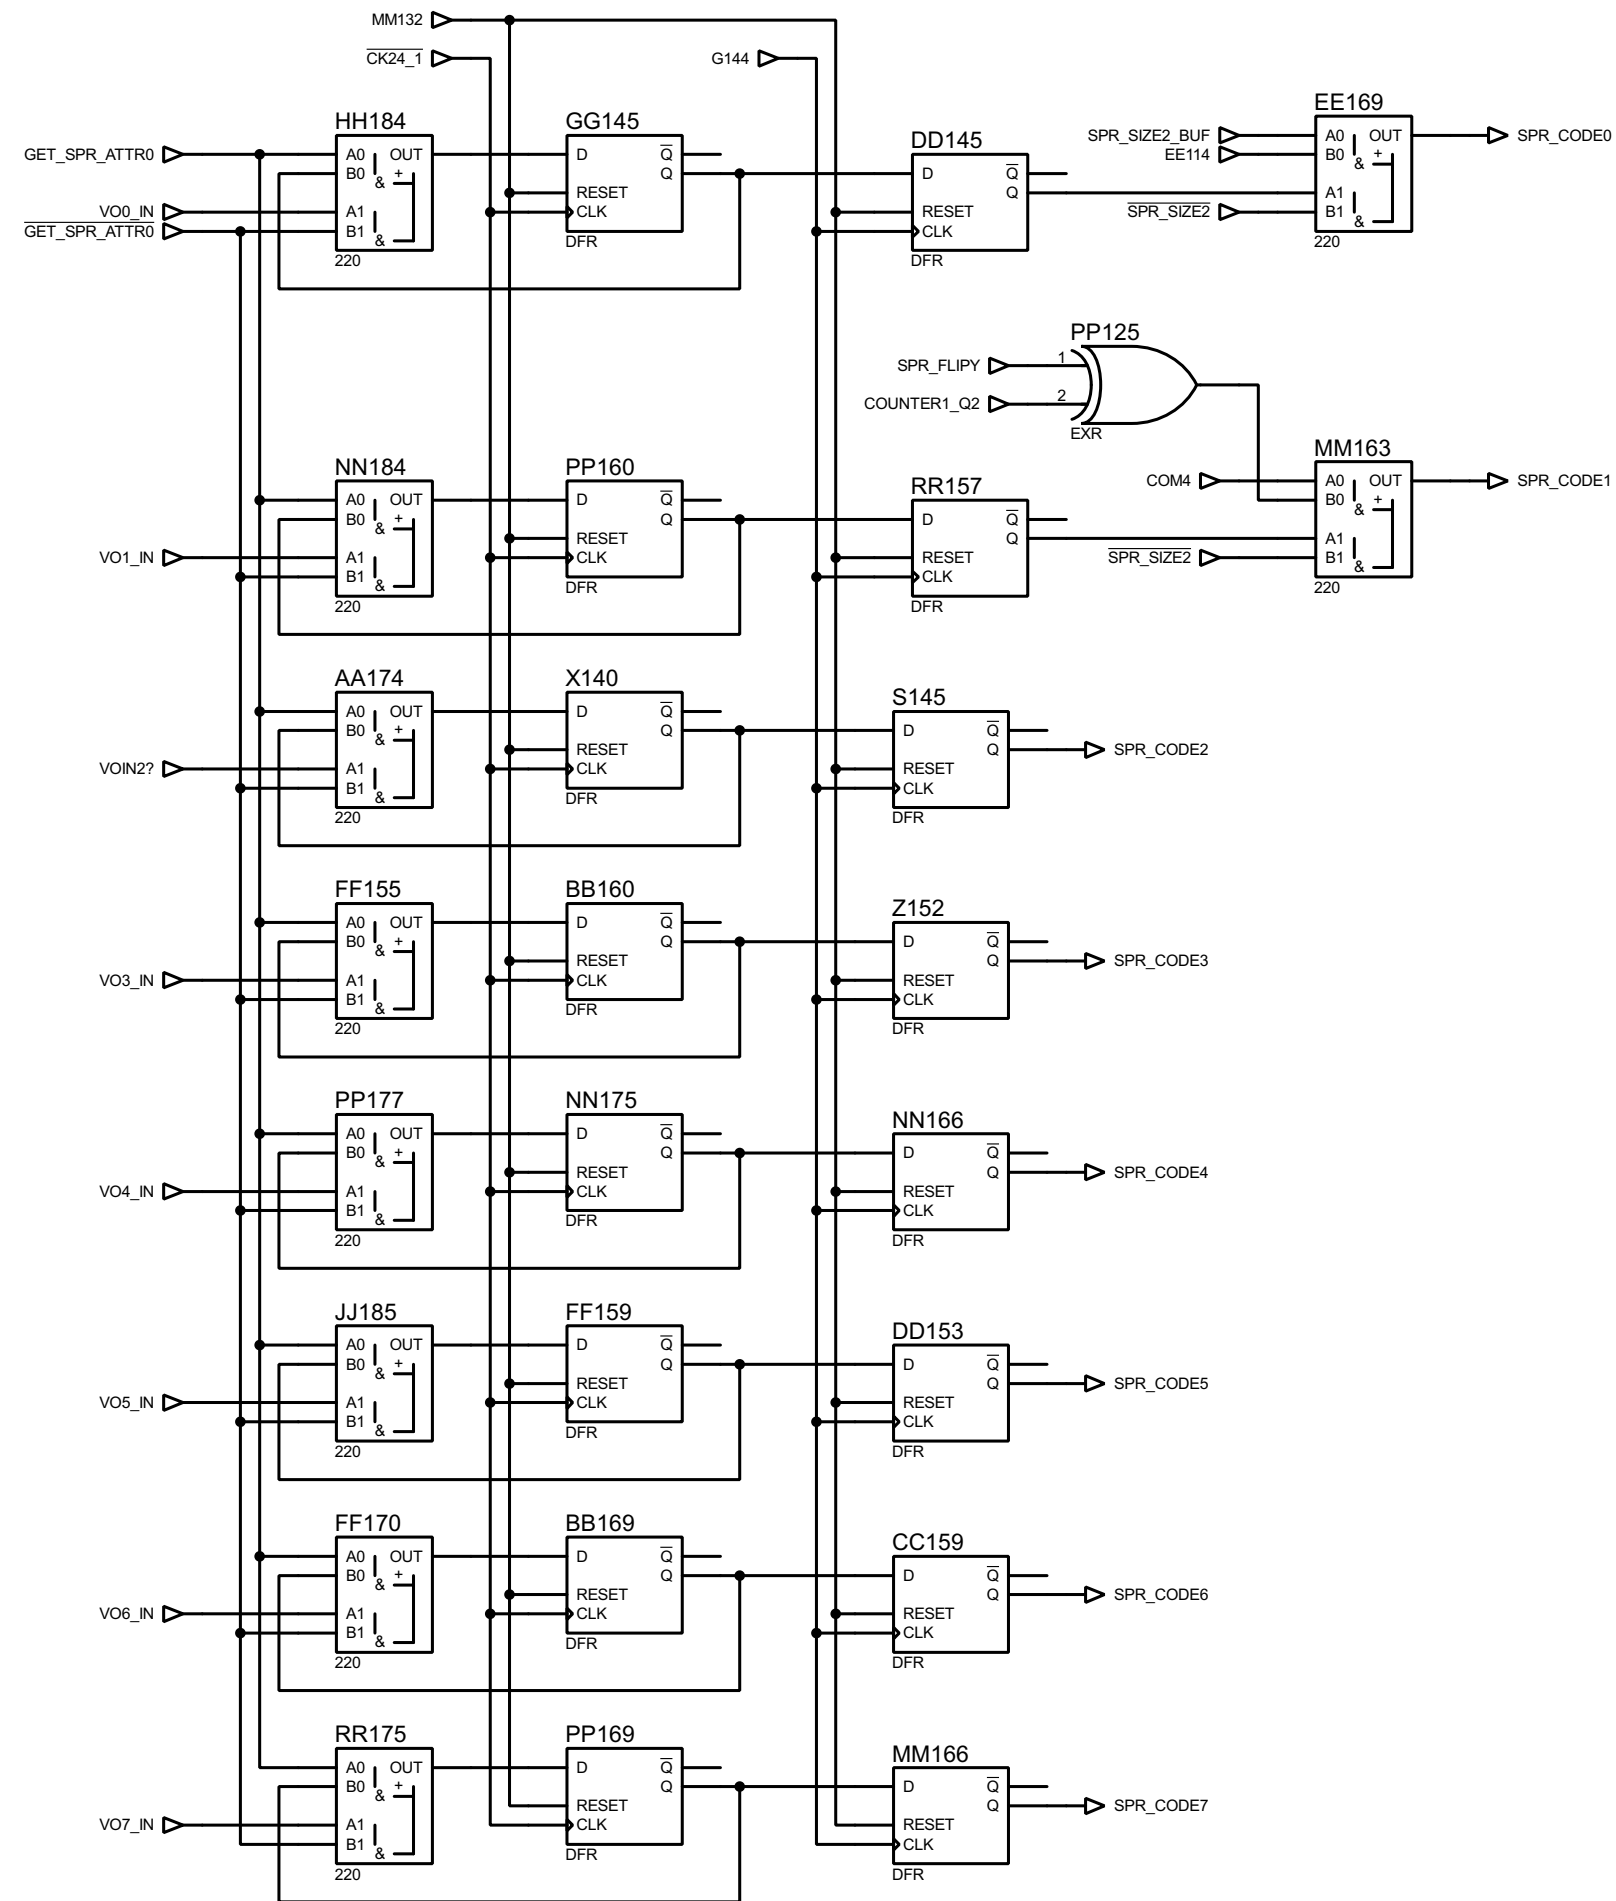 MM132
CK24_1
G144
HH184
GG145
DD145
EE169
GET_SPR_ATTR0
VO0_IN
GET_SPR_ATTR0
A0 OUT
B0 +
&
A1
B1
&
220
D Q
Q
RESET
CLK
DFR
D Q
Q
RESET
CLK
DFR
SPR_SIZE2_BUF
EE114
SPR_SIZE2
A0 OUT
B0 +
&
A1
B1
&
220
SPR_CODE0
PP125
SPR_FLIPY
1
COUNTER1_Q2
2
EXR
NN184
PP160
RR157
MM163
VO1_IN
A0 OUT
B0 +
&
A1
B1
&
220
D Q
Q
RESET
CLK
DFR
D Q
Q
RESET
CLK
DFR
COM4
SPR_SIZE2
A0 OUT
B0 +
&
A1
B1
&
220
SPR_CODE1
AA174
X140
S145
VOIN2?
A0 OUT
B0 +
&
A1
B1
&
220
D Q
Q
RESET
CLK
DFR
D Q
Q
RESET
CLK
DFR
SPR_CODE2
FF155
BB160
Z152
VO3_IN
A0 OUT
B0 +
&
A1
B1
&
220
D Q
Q
RESET
CLK
DFR
D Q
Q
RESET
CLK
DFR
SPR_CODE3
PP177
NN175
NN166
VO4_IN
A0 OUT
B0 +
&
A1
B1
&
220
D Q
Q
RESET
CLK
DFR
D Q
Q
RESET
CLK
DFR
SPR_CODE4
JJ185
FF159
DD153
VO5_IN
A0 OUT
B0 +
&
A1
B1
&
220
D Q
Q
RESET
CLK
DFR
D Q
Q
RESET
CLK
DFR
SPR_CODE5
FF170
BB169
CC159
VO6_IN
A0 OUT
B0 +
&
A1
B1
&
220
D Q
Q
RESET
CLK
DFR
D Q
Q
RESET
CLK
DFR
SPR_CODE6
RR175
PP169
MM166
VO7_IN
A0 OUT
B0 +
&
A1
B1
&
220
D Q
Q
RESET
CLK
DFR
D Q
Q
RESET
CLK
DFR
SPR_CODE7